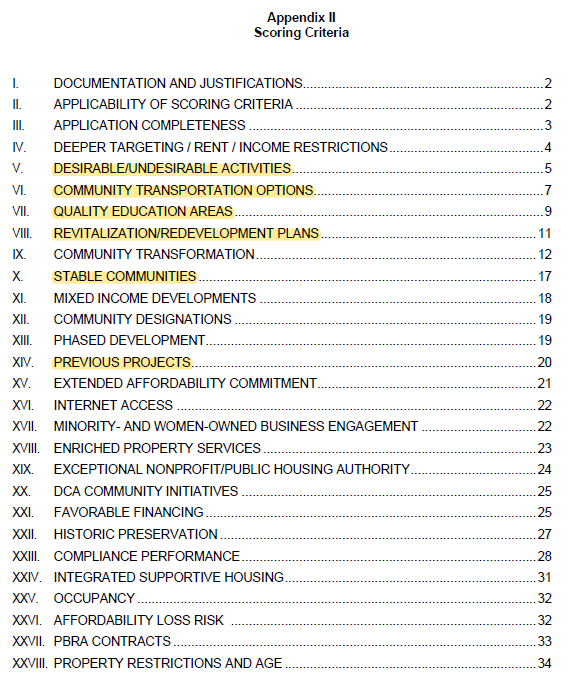 Appendix II
Scoring Criteria
I. DOCUMENTATION AND JUSTIFICATIONS 2
II. APPLICABILITY OF SCORING CRITERIA 2
III. APPLICATION COMPLETENESS 3
IV. DEEPER TARGETING / RENT / INCOME RESTRICTIONS 4
V. DESIRABLE/UNDESIRABLE ACTIVITIES 5
VI. COMMUNITY TRANSPORTATION OPTIONS 7
VII. QUALITY EDUCATION AREAS 9
VIII. REVITALIZATION/REDEVELOPMENT PLANS 11
IX. COMMUNITY TRANSFORMATION 12
X. STABLE COMMUNITIES 17
XI. MIXED INCOME DEVELOPMENTS 18
XII. COMMUNITY DESIGNATIONS 19
XIII. PHASED DEVELOPMENT 19
XIV. PREVIOUS PROJECTS 20
XV. EXTENDED AFFORDABILITY COMMITMENT 21
XVI. INTERNET ACCESS 22
XVII. MINORITY- AND WOMEN-OWNED BUSINESS ENGAGEMENT 22
XVIII. ENRICHED PROPERTY SERVICES 23
XIX. EXCEPTIONAL NONPROFIT/PUBLIC HOUSING AUTHORITY 24
XX. DCA COMMUNITY INITIATIVES 25
XXI. FAVORABLE FINANCING 25
XXII. HISTORIC PRESERVATION 27
XXIII. COMPLIANCE PERFORMANCE 28
XXIV. INTEGRATED SUPPORTIVE HOUSING 31
XXV. OCCUPANCY 32
XXVI. AFFORDABILITY LOSS RISK 32
XXVII. PBRA CONTRACTS 33
XXVIII. PROPERTY RESTRICTIONS AND AGE 34